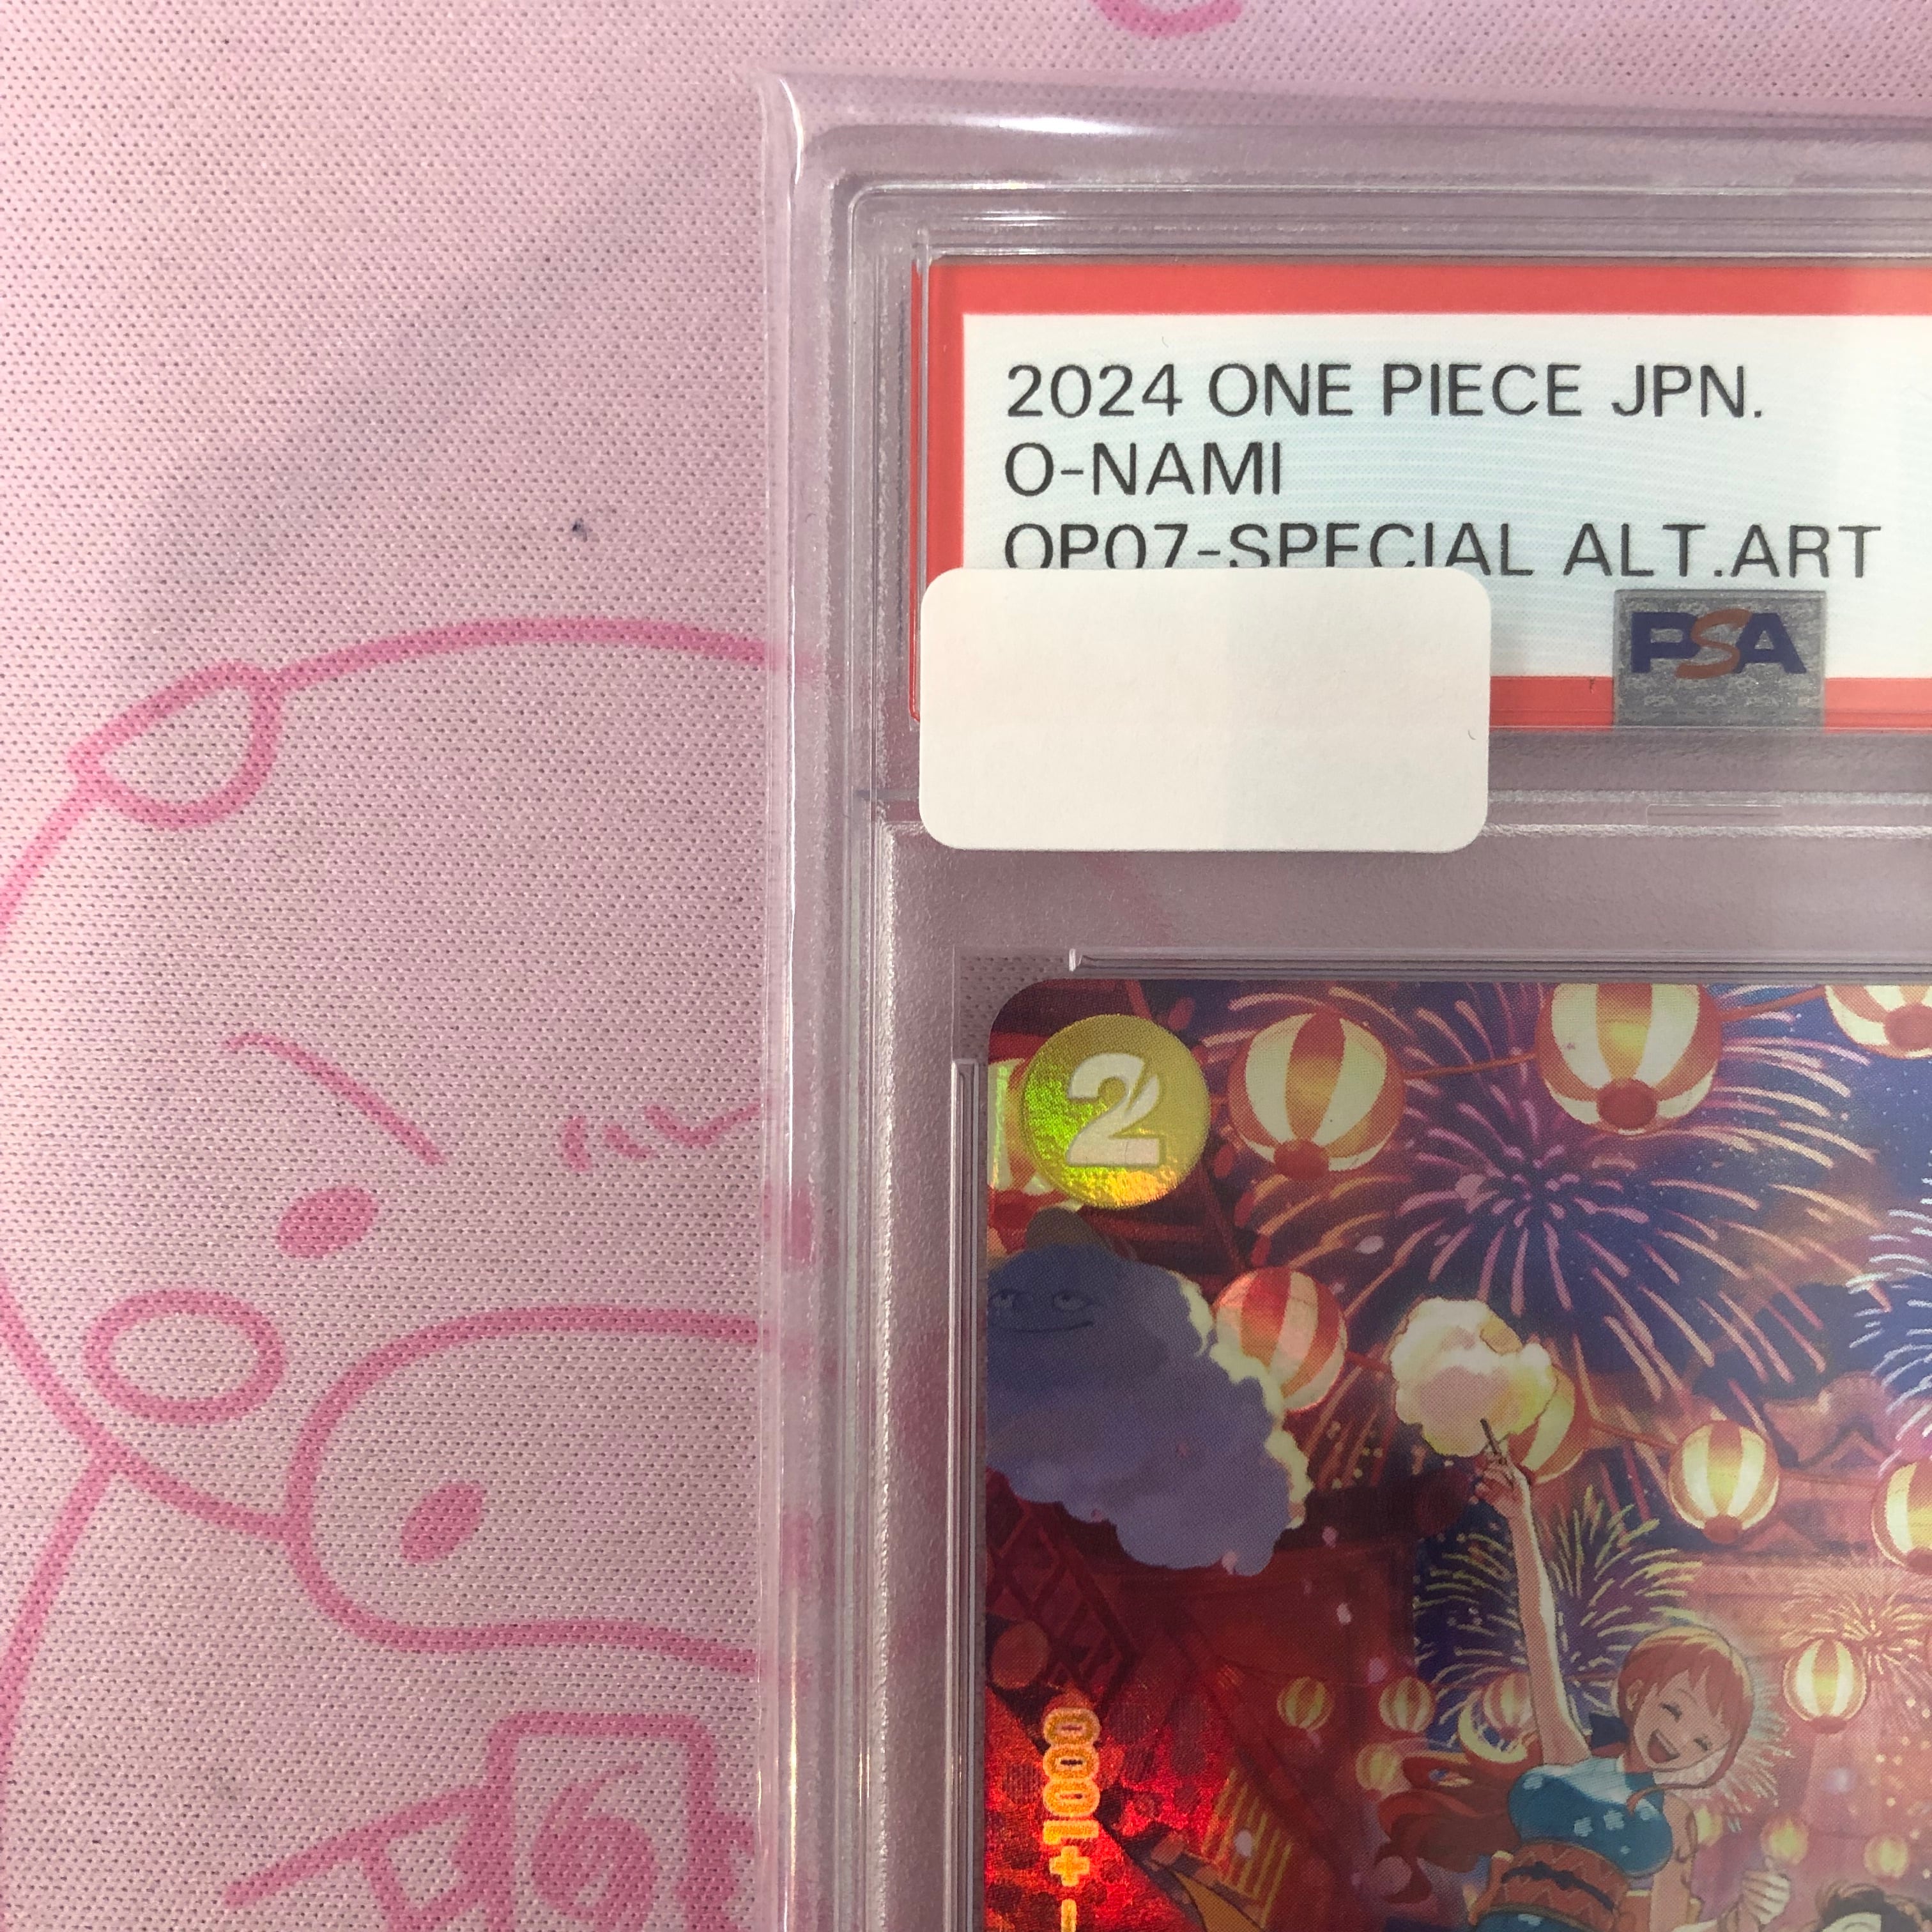 2024 ONE PIECE JPN.
O-NAMI
OP07-SPECIAL ALT.ART
PSA
2
+1000